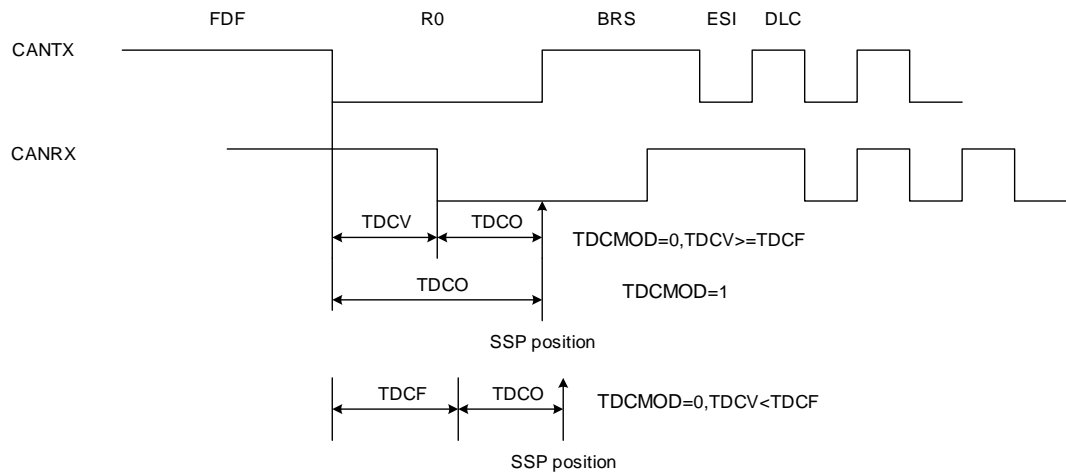 FDF R0 BRS ESI DLC
CANTX
CANRX
TDCV TDCO TDCMOD=0,TDCV>=TDCF
TDCO TDCMOD=1
SSP position
TDCF TDCO TDCMOD=0,TDCV<TDCF
SSP position